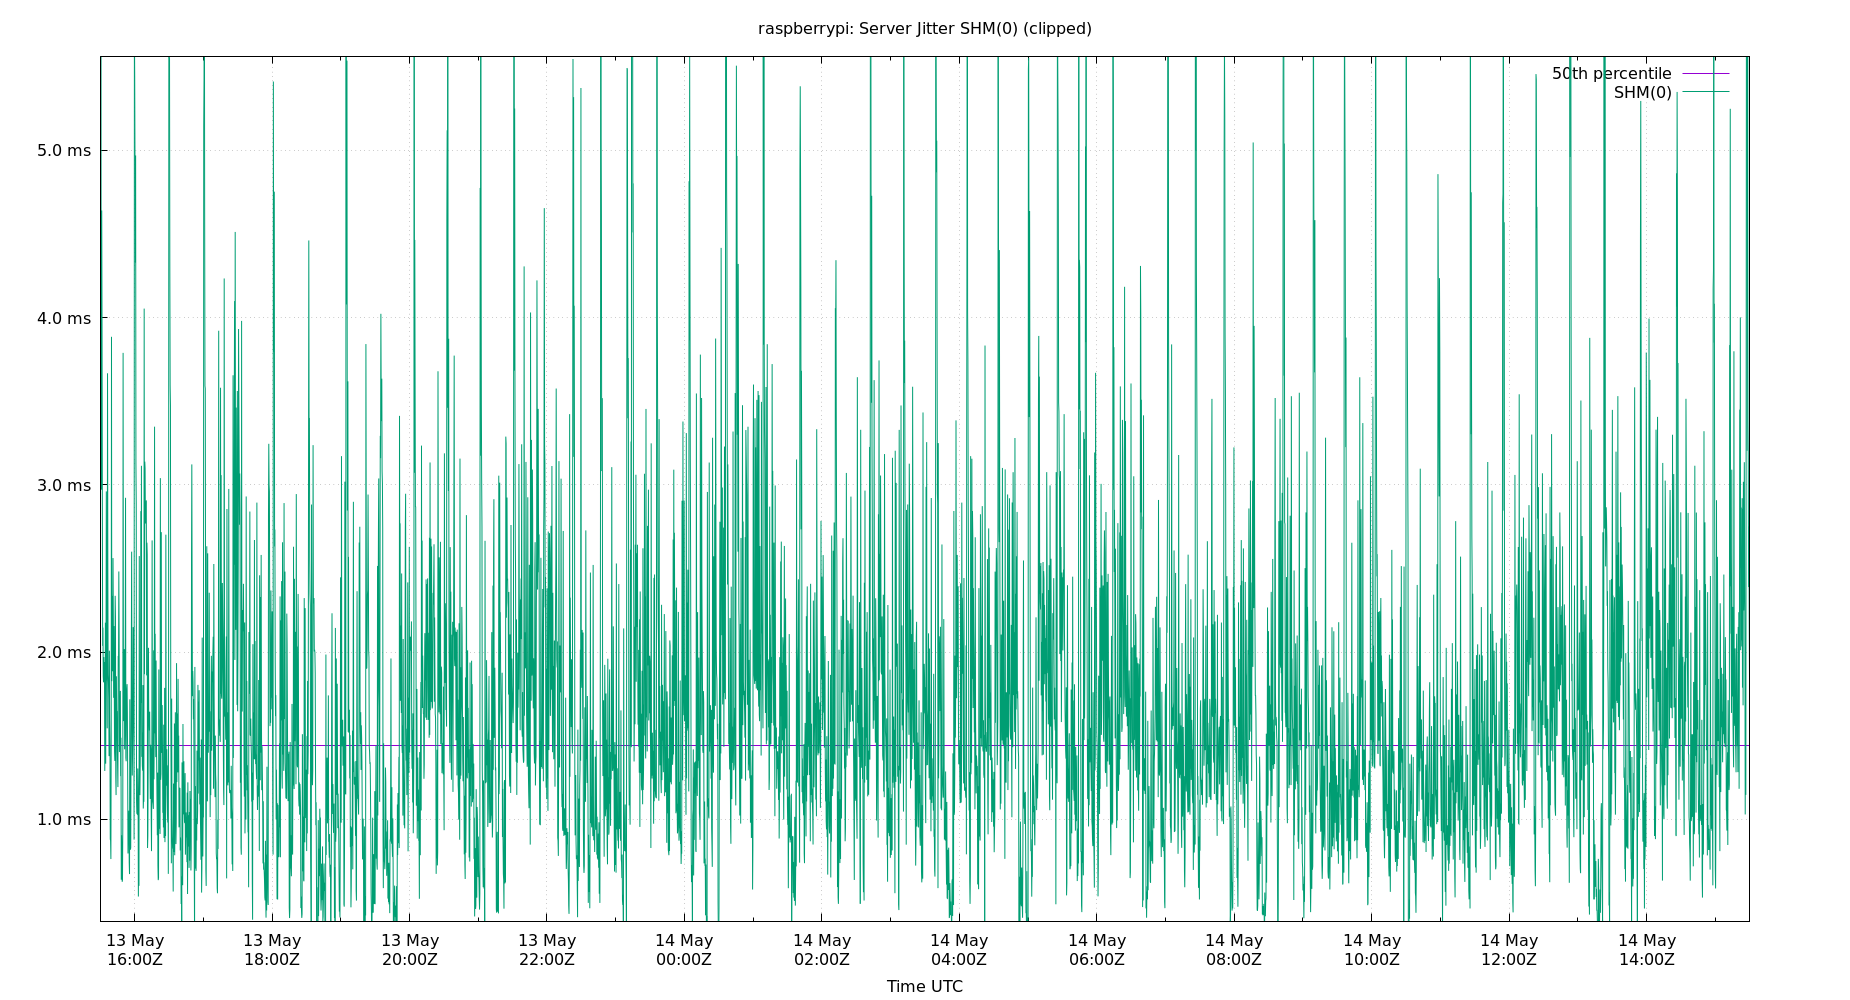 raspberrypi: Server Jitter SHM(0) (clipped)
50th percentile
SHM(0)
5.0 ms
4.0 ms
3.0 ms
2.0 ms
1.0 ms
13 May 13 May 13 May 13 May 14 May 14 May 14 May 14 May 14 May 14 May 14 May 14 May
16:00Z 18:00Z 20:00Z 22:00Z 00:00Z 02:00Z 04:00Z 06:00Z 08:00Z 10:00Z 12:00Z 14:00Z
Time UTC